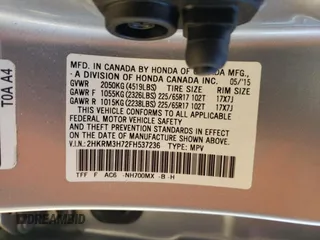 MFD. IN CANADA BY HONDA OF CANADA MFG.,
- A DIVISION OF HONDA CANADA INC. 05/'15
GVWR 2050KG(4519LBS) TIRE SIZE RIM SIZE
GAWR F 1055KG(2326LBS)225/65R17 102T 17X7J
GAWR R 1015KG(2238LBS)225/65R17 102T 17X7J
THIS VEHICLE CONFORMS TO ALL APPLICABLE
FEDERAL MOTOR VEHICLE SAFETY
STANDARDS IN EFFECT ON THE DATE OF
MANUFACTURE SHOWN ABOVE.
V.I.N.:2HKRM3H72FH537236 TYPE: MPV
TFF F AC6 -NH700MX -B -H
T0A A4
DREAMBID